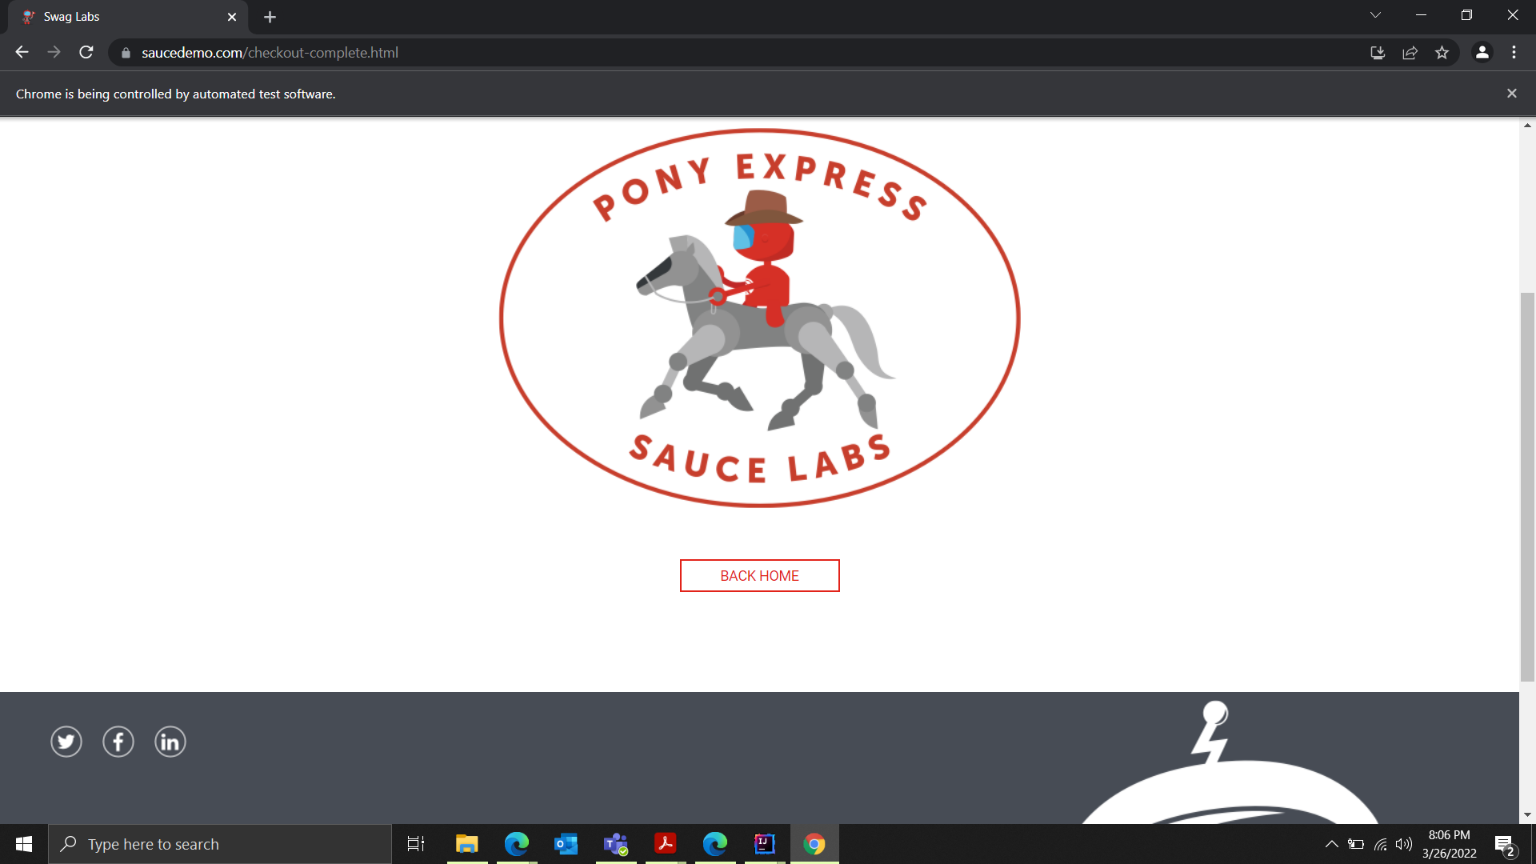 Swag Labs
saucedemo.com/checkout-complete.html
Chrome is being controlled by automated test software.
PONY EXPRESS
SAUCE LABS
BACK HOME
Type here to search
8:06 PM
3/26/2022
2